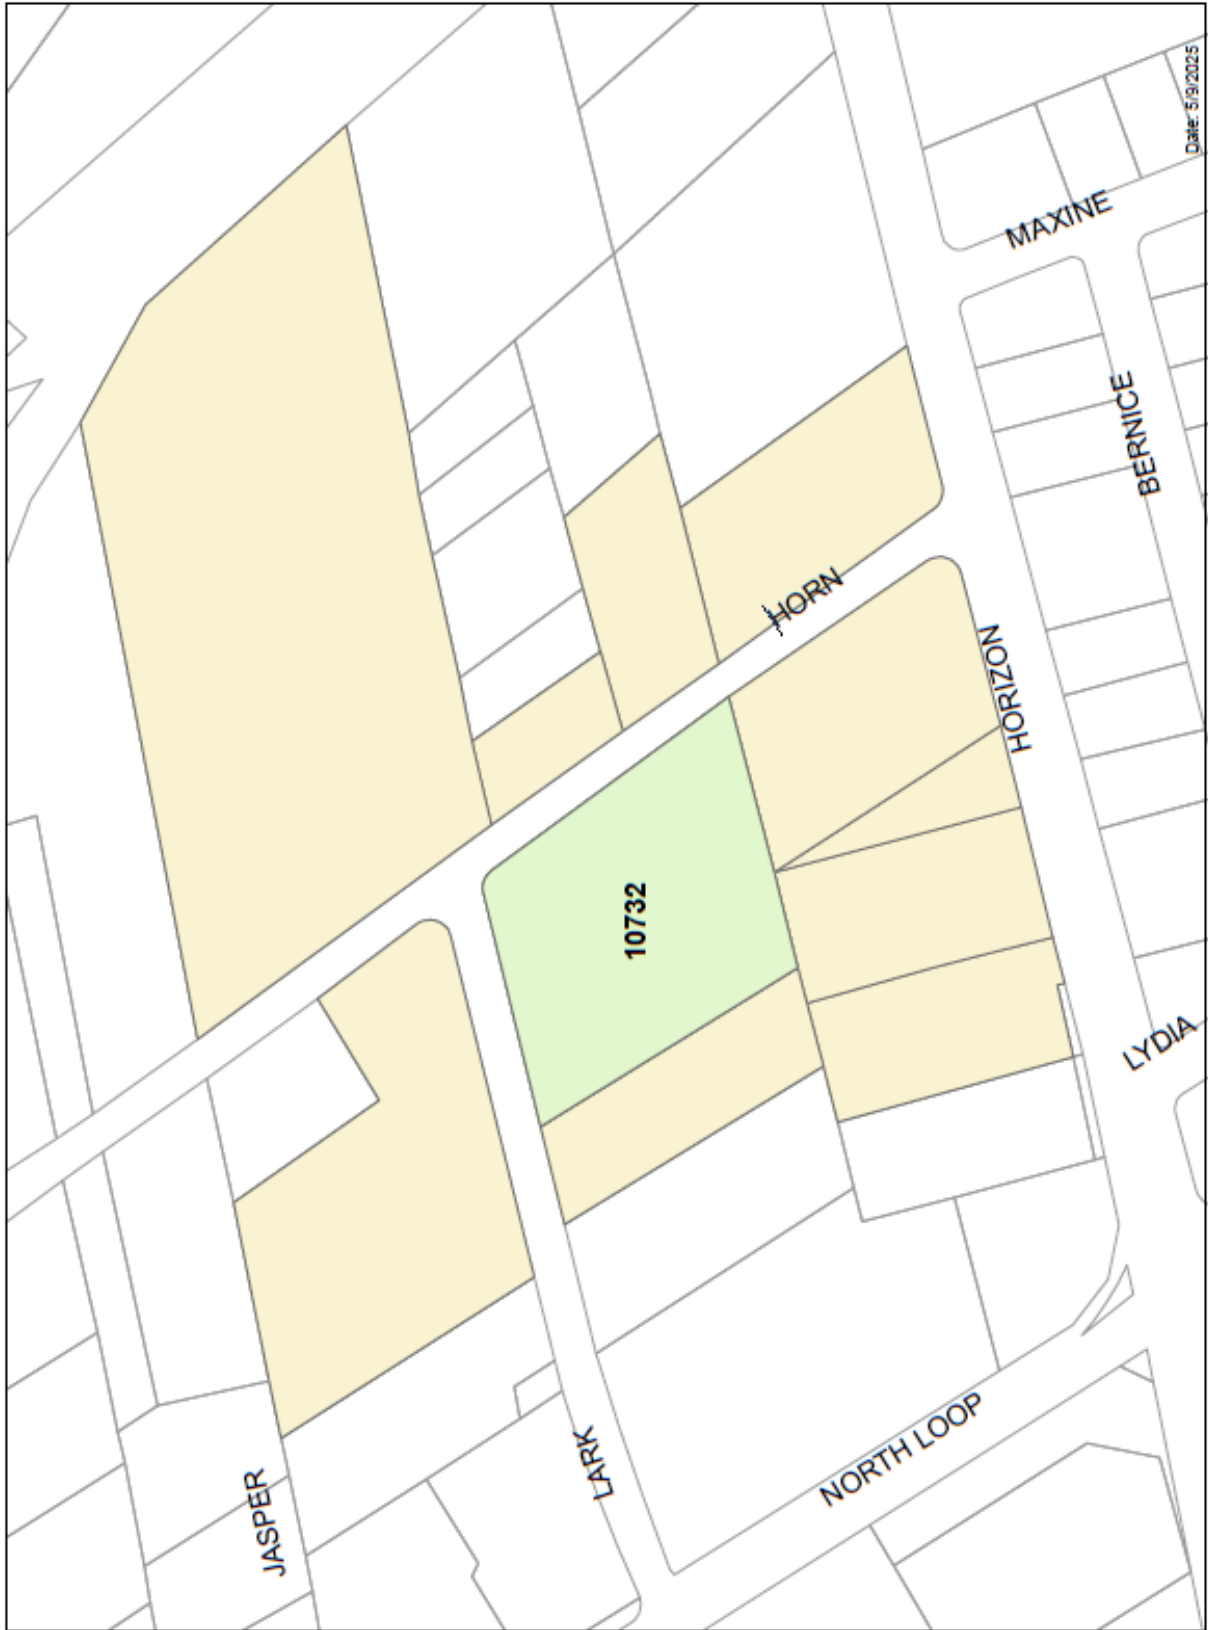 Date: 5/9/2025
MAXINE
BERNICE
HORN
HORIZON
10732
LYDIA
NORTH LOOP
LARK
JASPER